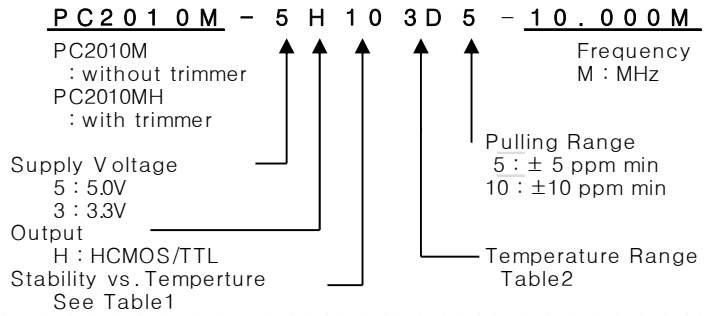 PC2010M - 5 H 10 3D 5 - 10.000M
PC2010M
: without trimmer
PC2010MH
: with trimmer
Frequency
M : MHz
Supply Voltage
5 : 5.0V
3 : 3.3V
Pulling Range
5 : ± 5 ppm min
10 : ±10 ppm min
Output
H : HCMOS/TTL
Stability vs.Temperture
See Table1
Temperature Range
Table2